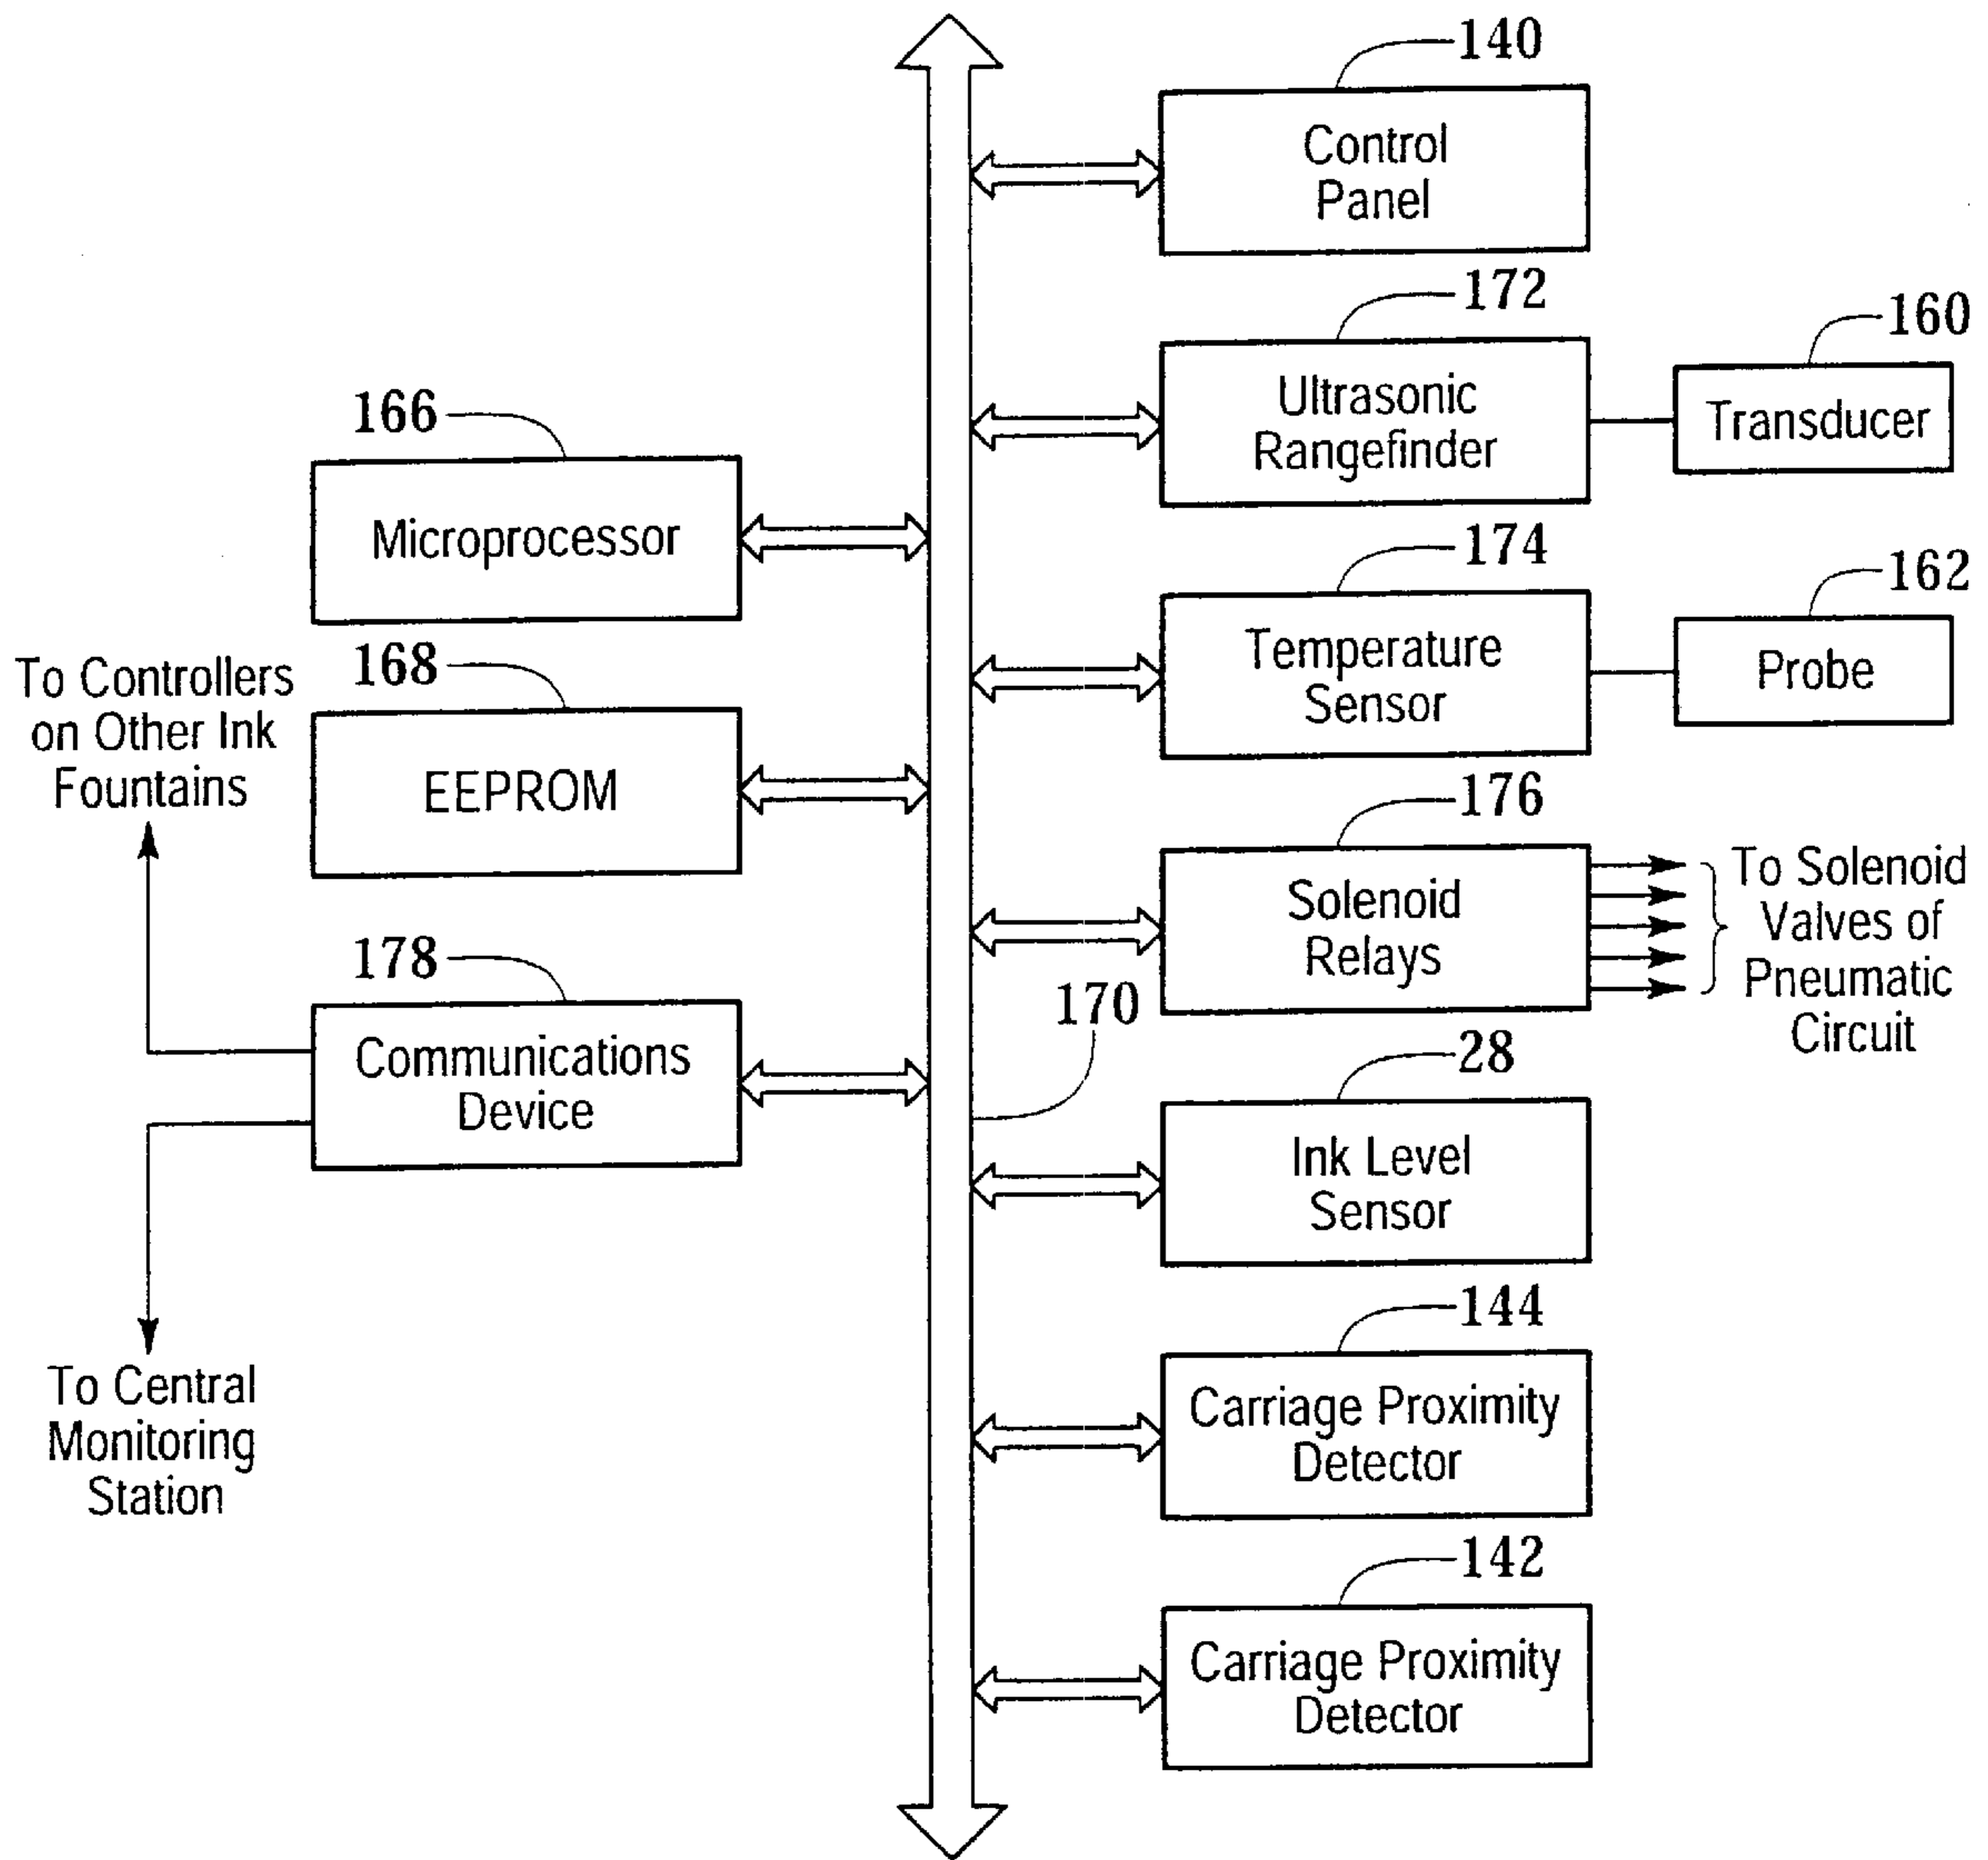 140
Control
Panel
172
Ultrasonic
Rangefinder
160
Transducer
166
Microprocessor
174
Temperature
Sensor
162
Probe
To Controllers
on Other Ink
Fountains
168
EEPROM
176
Solenoid
Relays
To Solenoid
Valves of
Pneumatic
Circuit
178
Communications
Device
170
28
Ink Level
Sensor
To Central
Monitoring
Station
144
Carriage Proximity
Detector
142
Carriage Proximity
Detector